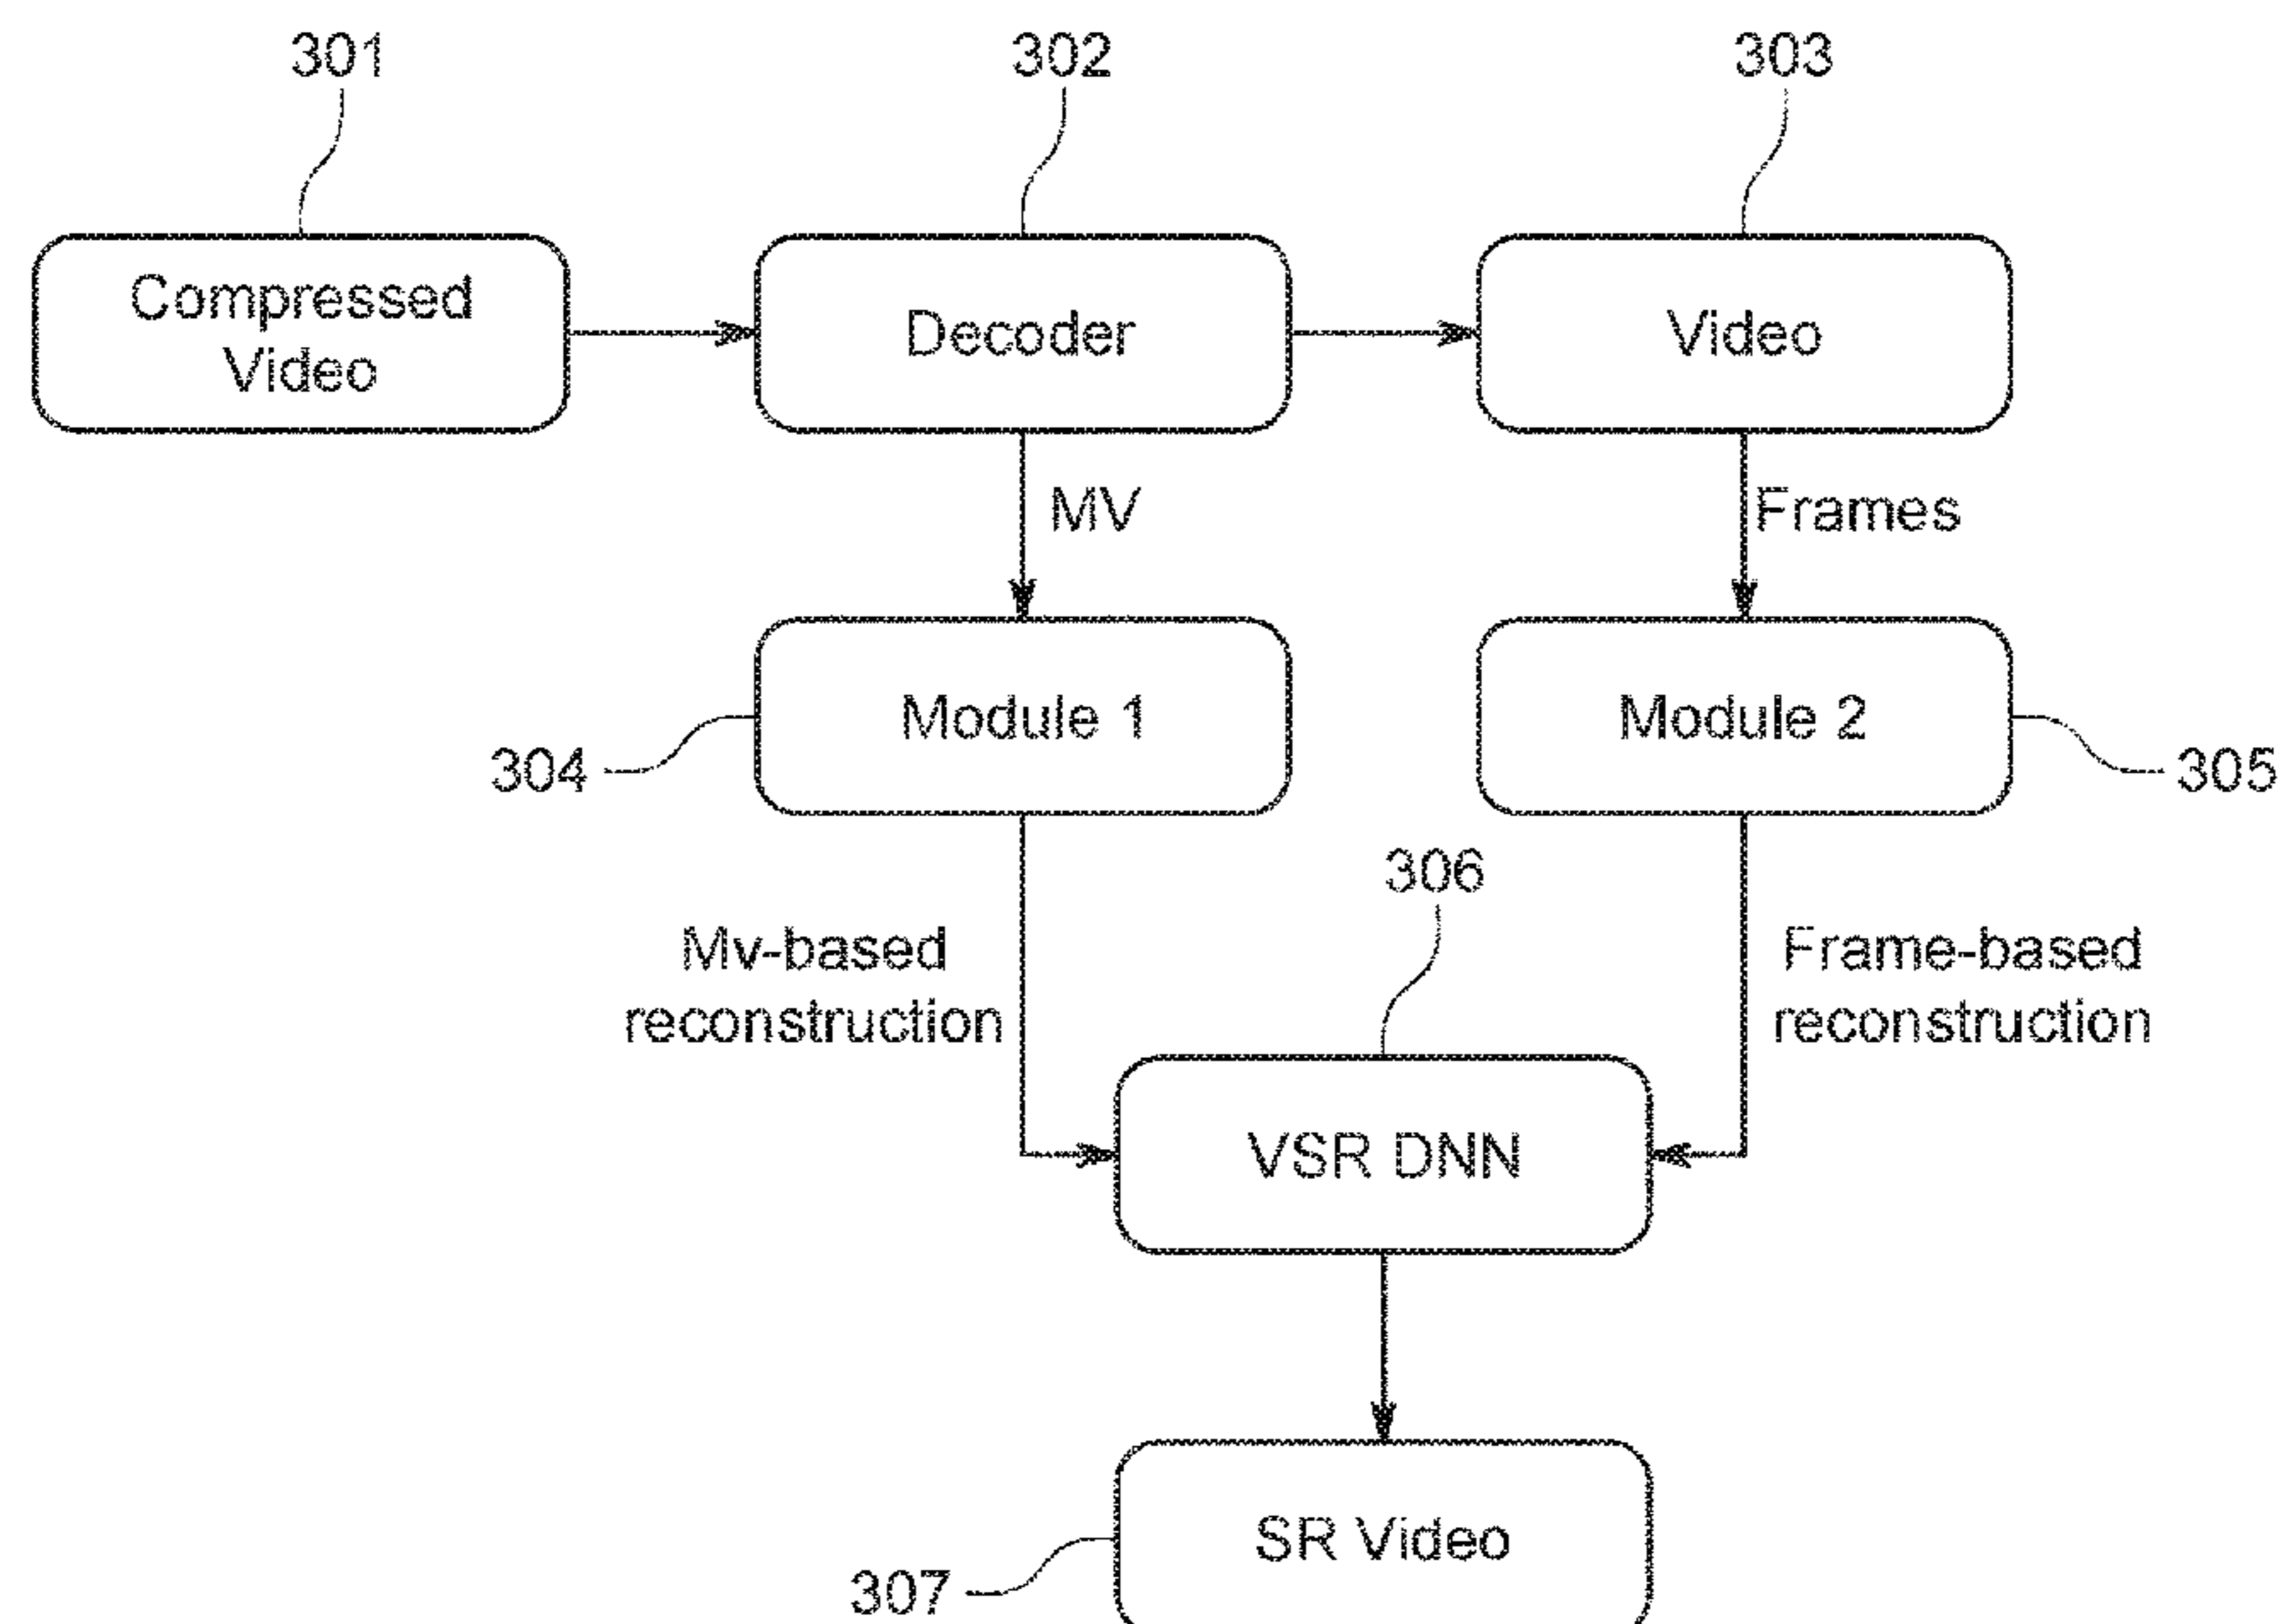 301
302
303
Compressed
Video
Decoder
Video
MV
Frames
Module 1
Module 2
304
305
306
Mv-based
reconstruction
Frame-based
reconstruction
VSR DNN
SR Video
307